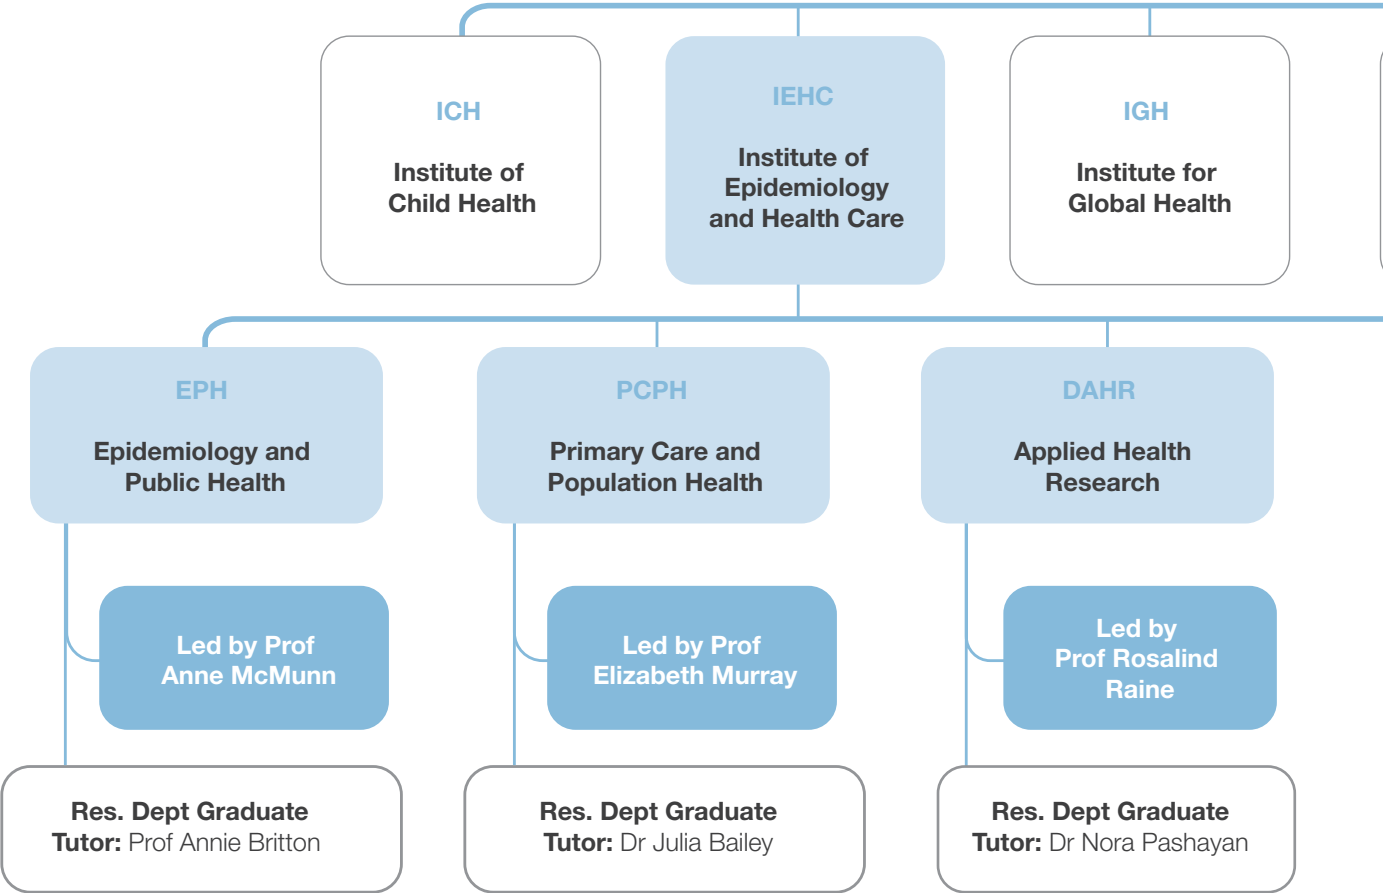 ICH
Institute of
Child Health
IEHC
Institute of
Epidemiology
and Health Care
IGH
Institute for
Global Health
EPH
Epidemiology and
Public Health
PCPH
Primary Care and
Population Health
DAHR
Applied Health
Research
Led by Prof
Anne McMunn
Led by Prof
Elizabeth Murray
Led by
Prof Rosalind
Raine
Res. Dept Graduate
Tutor: Prof Annie Britton
Res. Dept Graduate
Tutor: Dr Julia Bailey
Res. Dept Graduate
Tutor: Dr Nora Pashayan